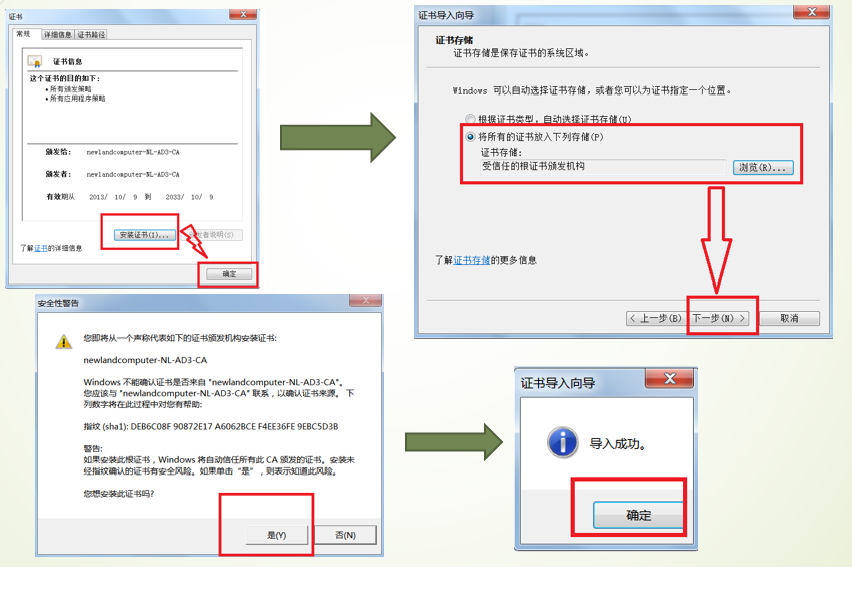 证书
常规 详细信息 证书路径
证书信息
这个证书的目的如下:
• 所有颁发策略
• 所有应用程序策略
颁发给: newlandcomputer-NL-AD3-CA
颁发者: newlandcomputer-NL-AD3-CA
有效期从 2013/ 10/ 9 到 2033/ 10/ 9
安装证书(I)... 发者说明(S)
了解证书的详细信息
确定
证书导入向导
证书存储
证书存储是保存证书的系统区域。
Windows 可以自动选择证书存储，或者您可以为证书指定一个位置。
根据证书类型，自动选择证书存储(U)
将所有的证书放入下列存储(P)
证书存储:
受信任的根证书颁发机构
浏览(R)...
了解证书存储的更多信息
< 上一步(B) 下一步(N) > 取消
安全性警告
您即将从一个声称代表如下的证书颁发机构安装证书:
newlandcomputer-NL-AD3-CA
Windows 不能确认证书是否来自 "newlandcomputer-NL-AD3-CA"。
您应该与 "newlandcomputer-NL-AD3-CA" 联系，以确认证书来源。 下
列数字将在此过程中对您有帮助:
指纹 (sha1): DEB6C08F 90872E17 A6062BCE F4EE36FE 9EBC5D3B
警告:
如果安装此根证书，Windows 将自动信任所有此 CA 颁发的证书。安装未
经指纹确认的证书有安全风险。如果单击 "是" ，则表示知道此风险。
您想安装此证书吗?
是(Y) 否(N)
证书导入向导
导入成功。
确定